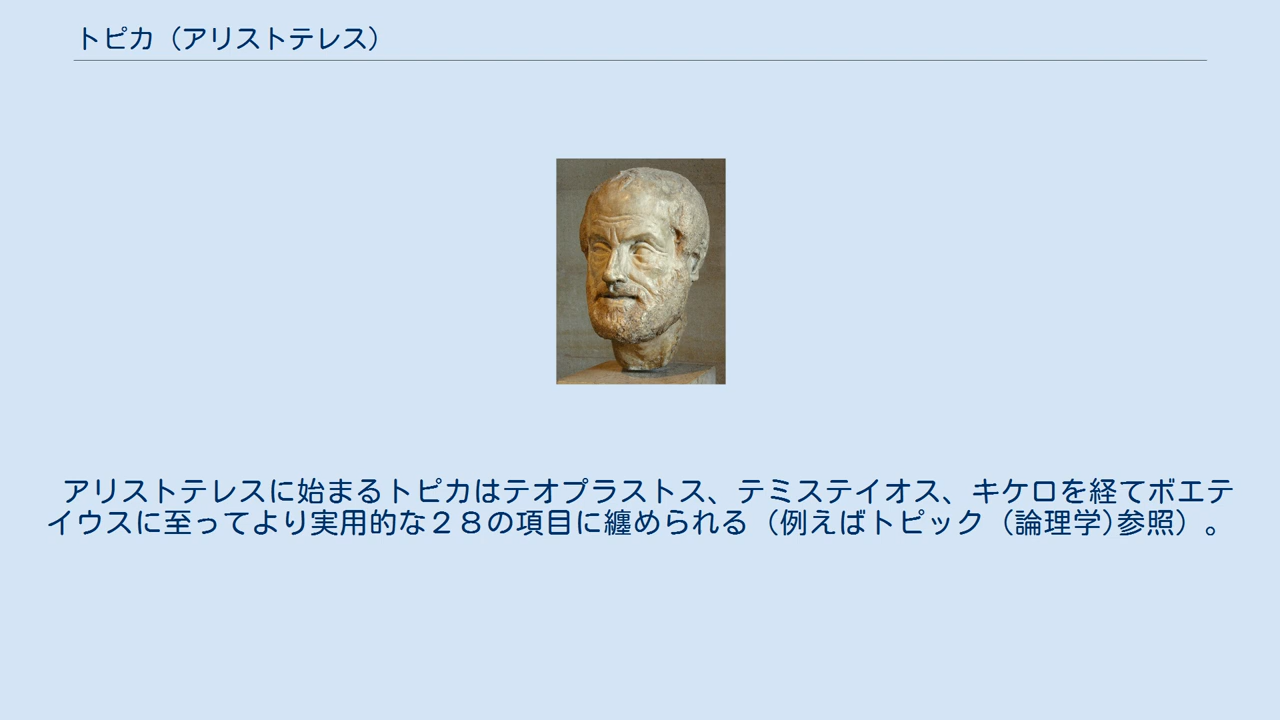 トピカ（アリストテレス）
アリストテレスに始まるトピカはテオプラストス、テミステイオス、キケロを経てボエテ
イウスに至ってより実用的な２８の項目に纏められる（例えばトピック（論理学)参照）。